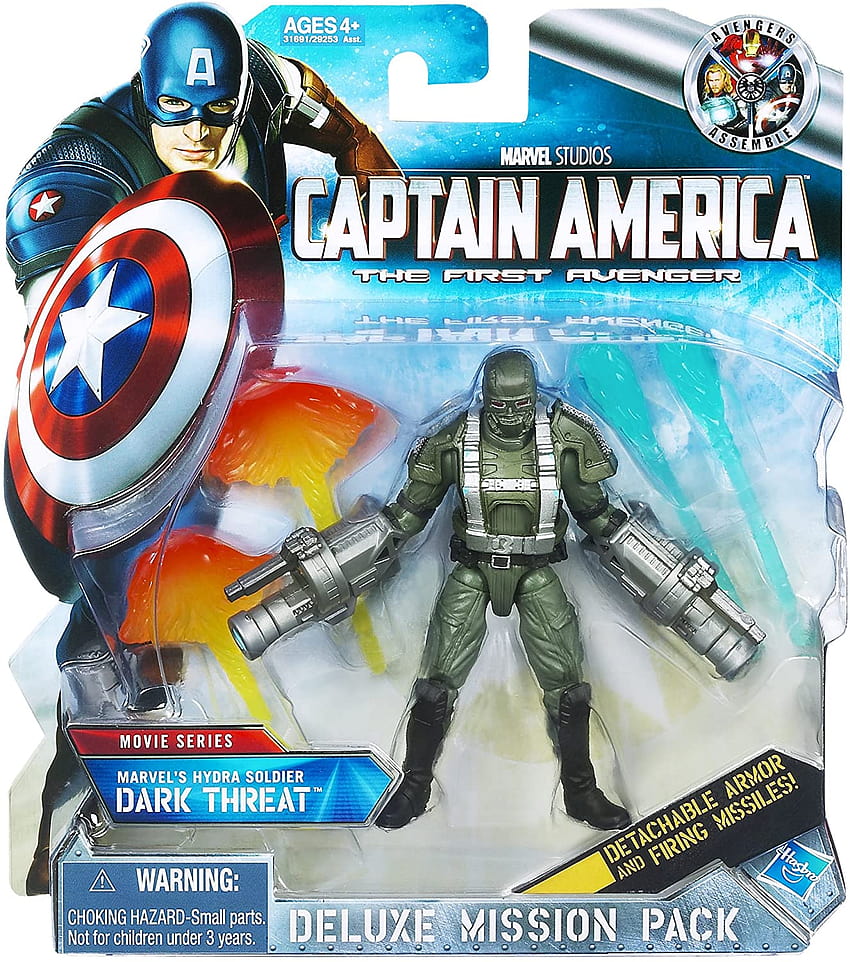 AGES 4+
31691/29253 Asst.
AVENGERS
ASSEMBLE
A
MARVEL STUDIOS
CAPTAIN AMERICA™
THE FIRST AVENGER
MOVIE SERIES
MARVEL'S HYDRA SOLDIER
DARK THREAT™
DETACHABLE ARMOR
AND FIRING MISSILES!
Hasbro
⚠ WARNING:
CHOKING HAZARD-Small parts.
Not for children under 3 years.
DELUXE MISSION PACK